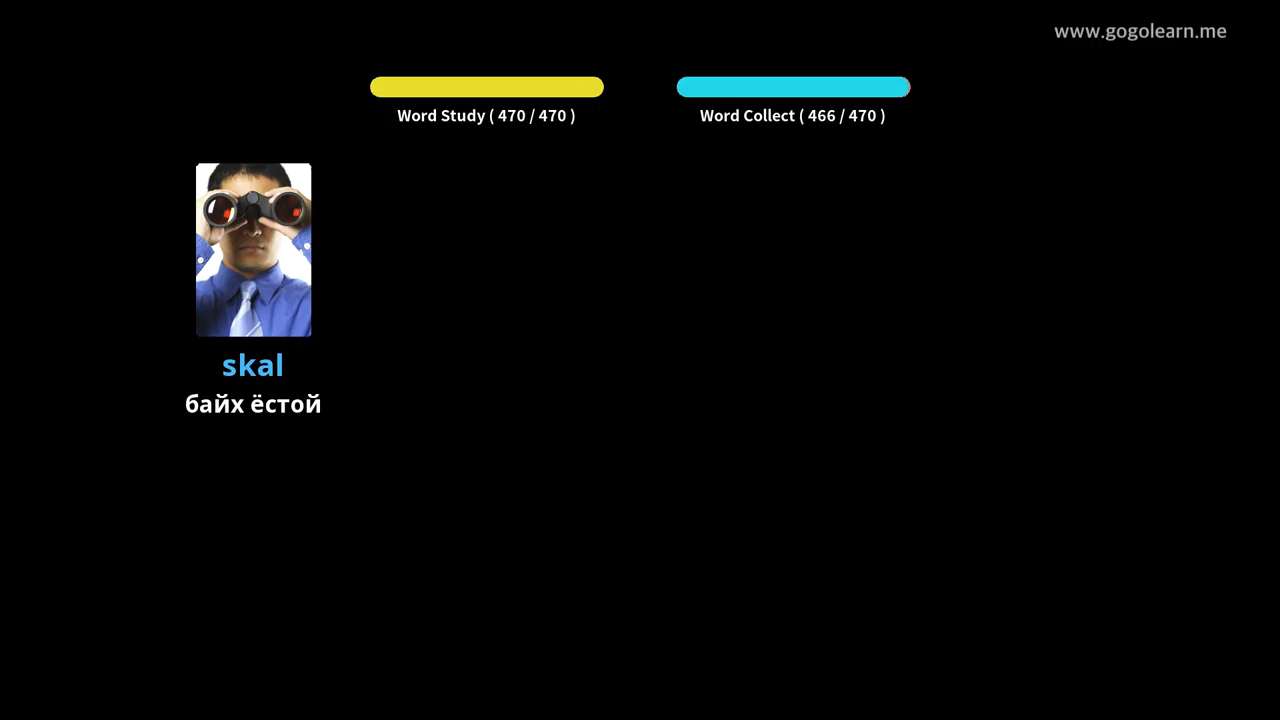 www.gogolearn.me
Word Study ( 470 / 470 )
Word Collect ( 466 / 470 )
skal
байх ёстой